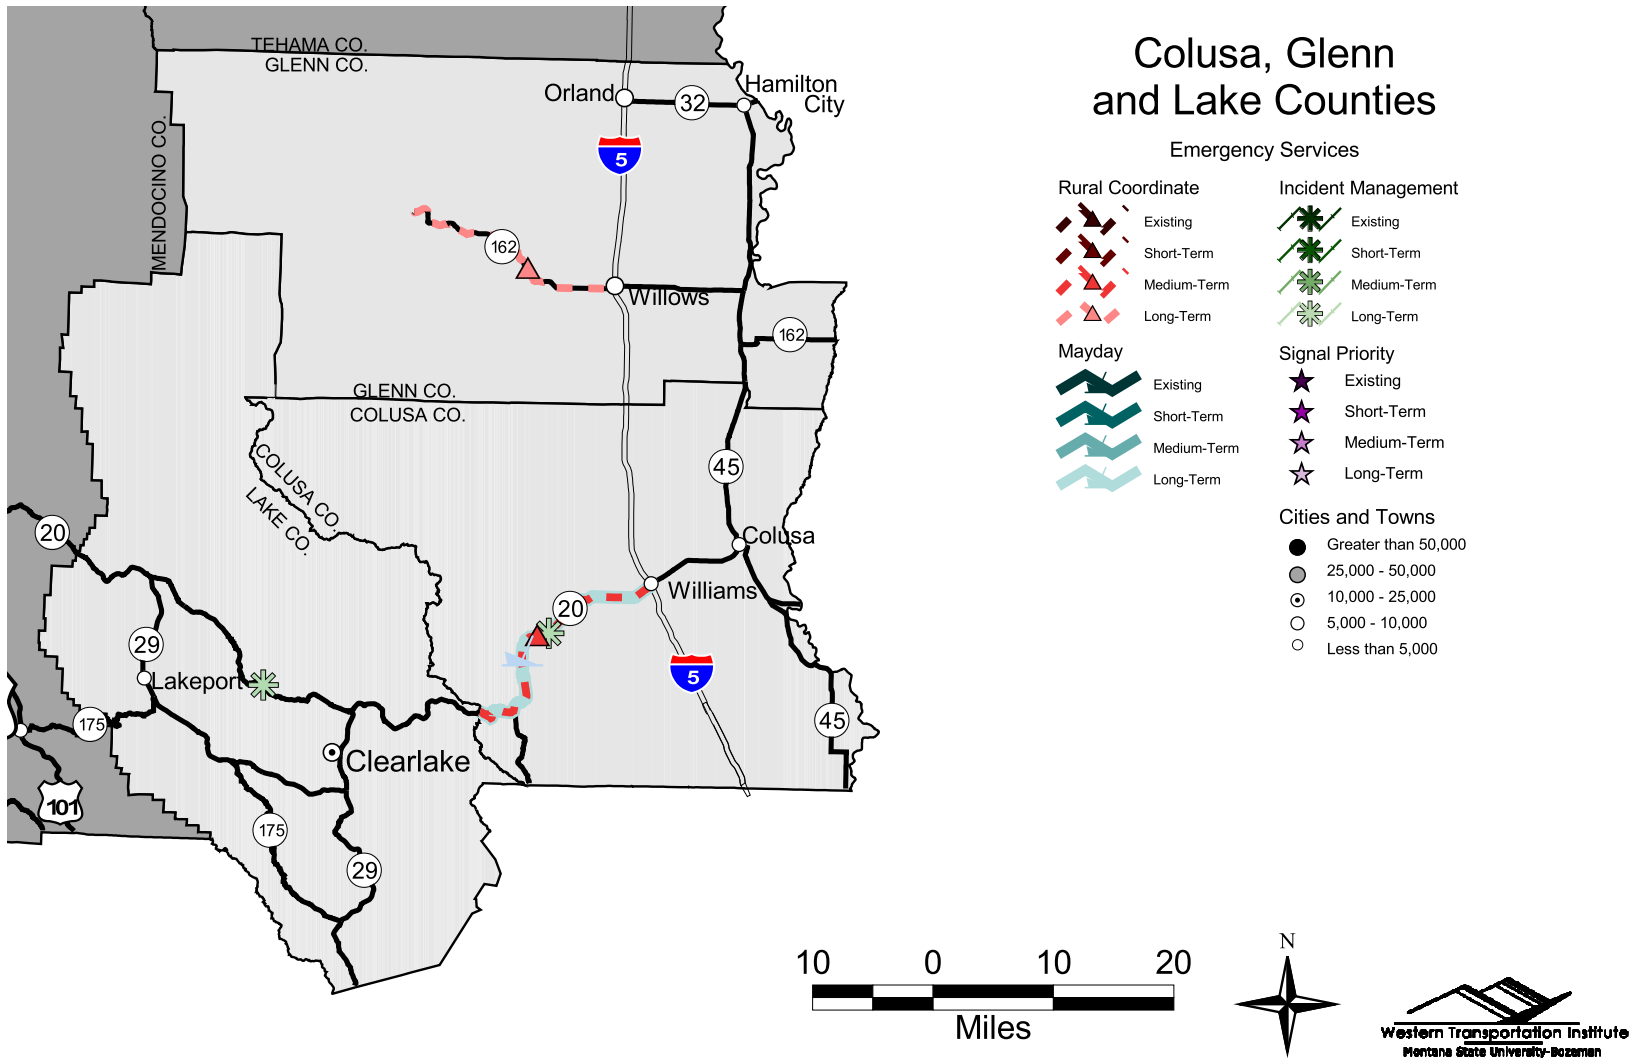 Colusa, Glenn
and Lake Counties
Emergency Services
Rural Coordinate
Existing
Short-Term
Medium-Term
Long-Term
Incident Management
Existing
Short-Term
Medium-Term
Long-Term
Mayday
Existing
Short-Term
Medium-Term
Long-Term
Signal Priority
Existing
Short-Term
Medium-Term
Long-Term
Cities and Towns
Greater than 50,000
25,000 - 50,000
10,000 - 25,000
5,000 - 10,000
Less than 5,000
TEHAMA CO.
GLENN CO.
MENDOCINO CO.
Orland
32
Hamilton
City
5
162
Willows
162
GLENN CO.
COLUSA CO.
COLUSA CO.
LAKE CO.
45
20
Colusa
Williams
20
29
Lakeport
5
175
45
Clearlake
101
175
29
10 0 10 20
Miles
N
Western Transportation Institute
Montana State University-Bozeman